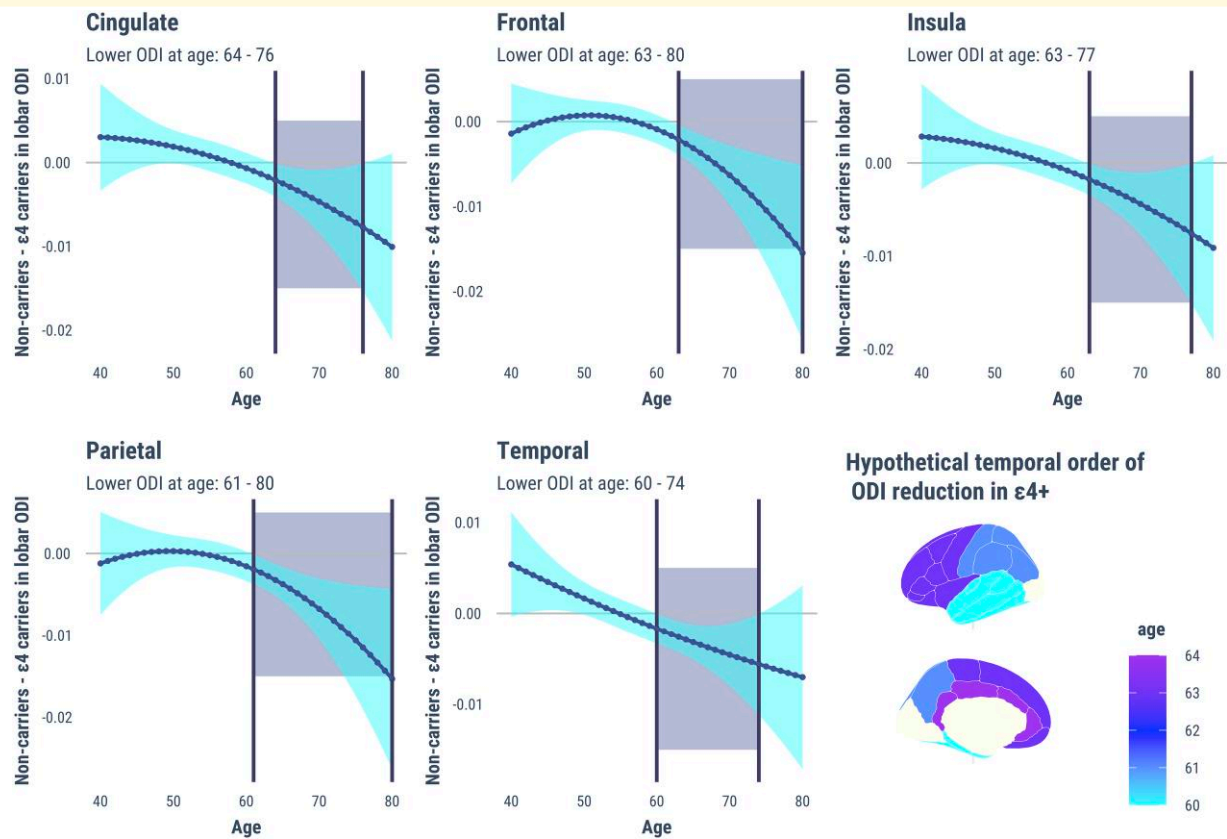 Cingulate
Lower ODI at age: 64 - 76
Non-carriers - ε4 carriers in lobar ODI
0.01
0.00
-0.01
-0.02
40 50 60 70 80
Age
Frontal
Lower ODI at age: 63 - 80
Non-carriers - ε4 carriers in lobar ODI
0.00
-0.01
-0.02
40 50 60 70 80
Age
Insula
Lower ODI at age: 63 - 77
Non-carriers - ε4 carriers in lobar ODI
0.00
-0.01
-0.02
40 50 60 70 80
Age
Parietal
Lower ODI at age: 61 - 80
Non-carriers - ε4 carriers in lobar ODI
0.00
-0.01
-0.02
40 50 60 70 80
Age
Temporal
Lower ODI at age: 60 - 74
Non-carriers - ε4 carriers in lobar ODI
0.01
0.00
-0.01
40 50 60 70 80
Age
Hypothetical temporal order of
ODI reduction in ε4+
age
64
63
62
61
60